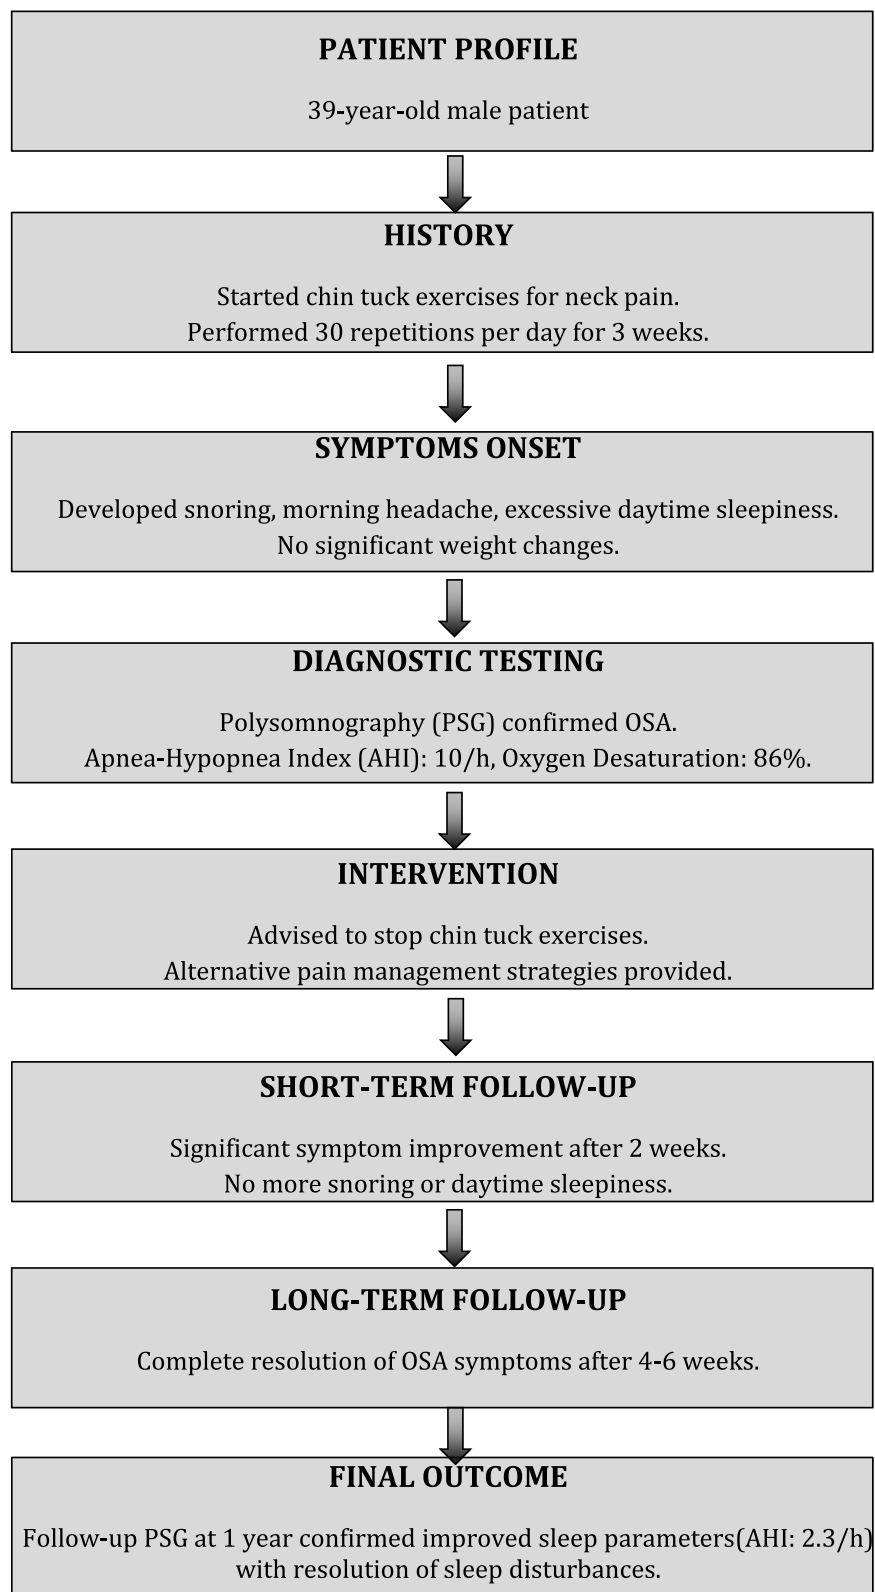 PATIENT PROFILE
39-year-old male patient
HISTORY
Started chin tuck exercises for neck pain.
Performed 30 repetitions per day for 3 weeks.
SYMPTOMS ONSET
Developed snoring, morning headache, excessive daytime sleepiness.
No significant weight changes.
DIAGNOSTIC TESTING
Polysomnography (PSG) confirmed OSA.
Apnea-Hypopnea Index (AHI): 10/h, Oxygen Desaturation: 86%.
INTERVENTION
Advised to stop chin tuck exercises.
Alternative pain management strategies provided.
SHORT-TERM FOLLOW-UP
Significant symptom improvement after 2 weeks.
No more snoring or daytime sleepiness.
LONG-TERM FOLLOW-UP
Complete resolution of OSA symptoms after 4-6 weeks.
FINAL OUTCOME
Follow-up PSG at 1 year confirmed improved sleep parameters(AHI: 2.3/h)
with resolution of sleep disturbances.